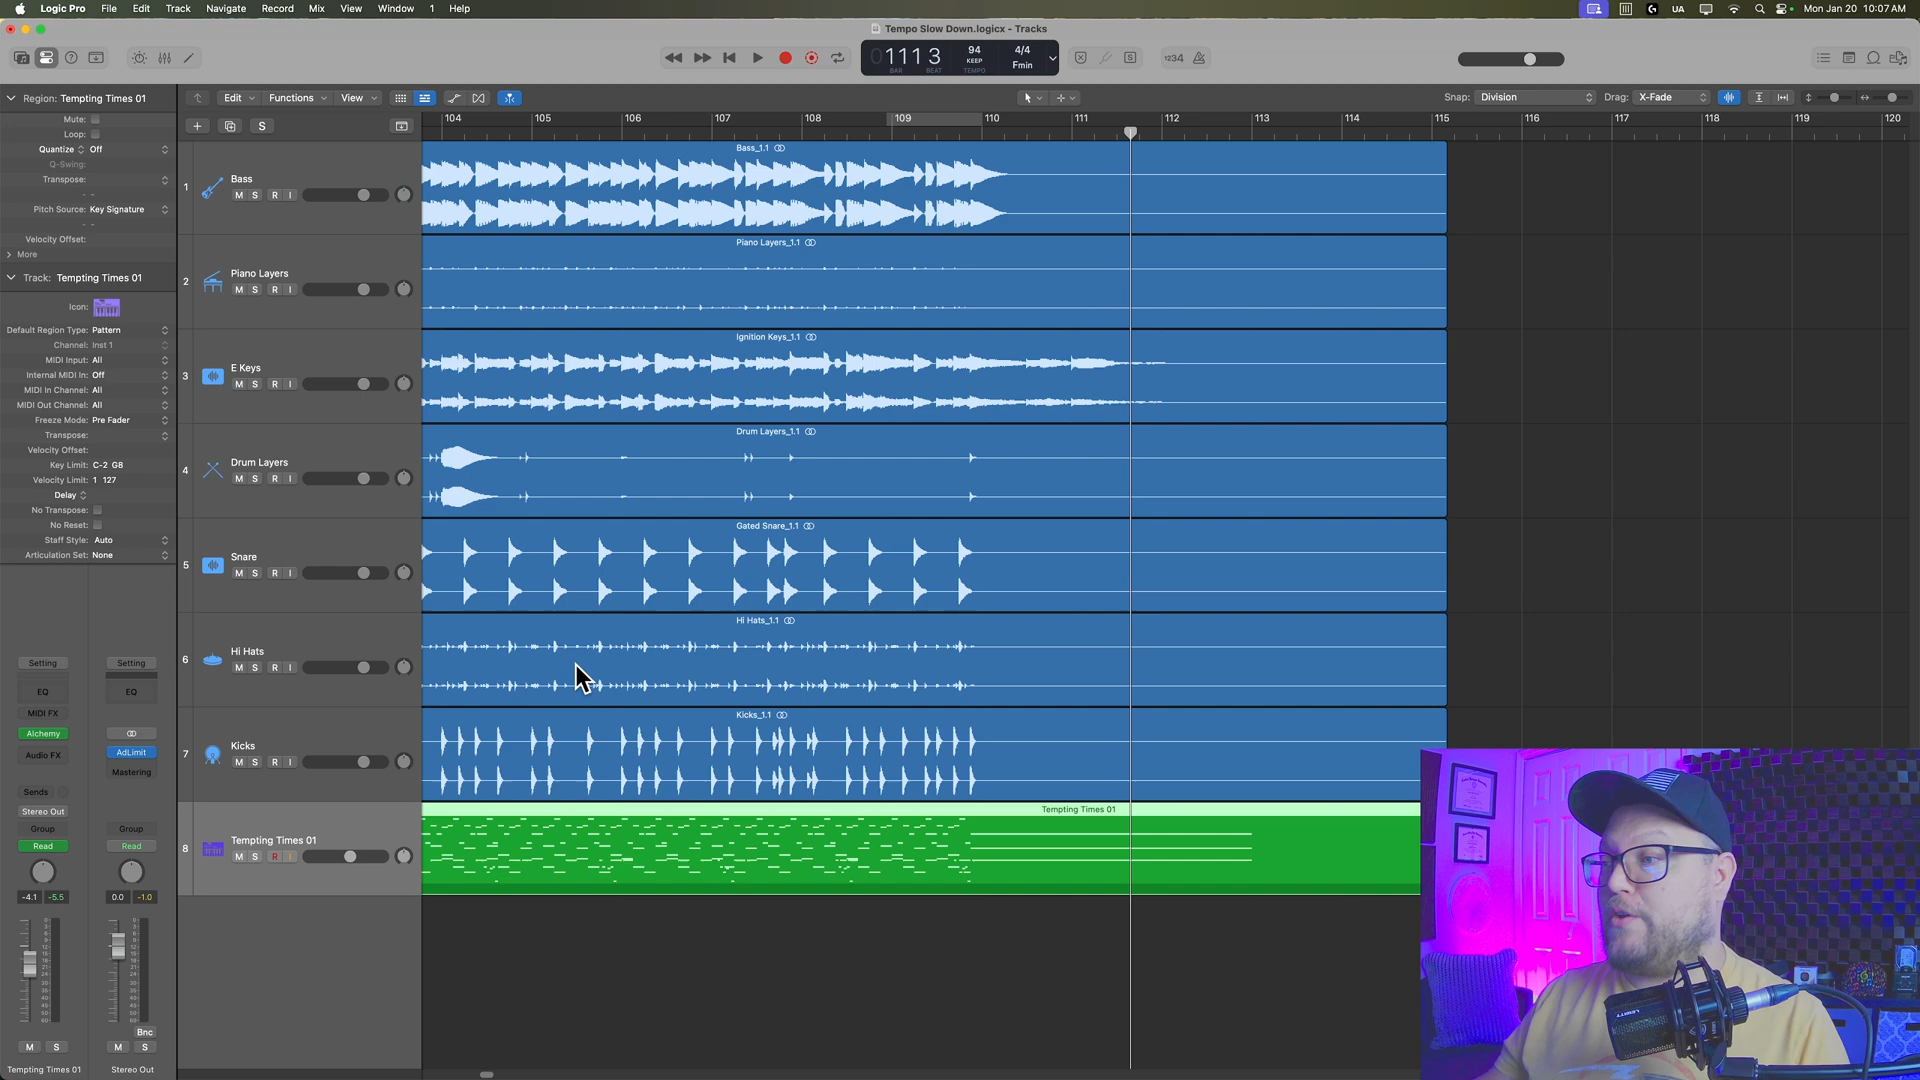 Logic Pro File Edit Track Navigate Record Mix View Window 1 Help
UA Mon Jan 20 10:07 AM
Tempo Slow Down.logicx - Tracks
111 3 94 4/4
KEEP Fmin
BAR BEAT TEMPO
1234
Region: Tempting Times 01
Mute:
Loop:
Quantize Off
Q-Swing:
Transpose:
Pitch Source: Key Signature
Velocity Offset:
More
Track: Tempting Times 01
Icon:
Default Region Type: Pattern
Channel: Inst 1
MIDI Input: All
Internal MIDI In: Off
MIDI In Channel: All
MIDI Out Channel: All
Freeze Mode: Pre Fader
Transpose:
Velocity Offset:
Key Limit: C-2 G8
Velocity Limit: 1 127
Delay
No Transpose:
No Reset:
Staff Style: Auto
Articulation Set: None
Edit Functions View
Snap: Division Drag: X-Fade
S
104 105 106 107 108 109 110 111 112 113 114 115 116 117 118 119 120
1 Bass
M S R I
Bass_1.1
2 Piano Layers
M S R I
Piano Layers_1.1
3 E Keys
M S R I
Ignition Keys_1.1
4 Drum Layers
M S R I
Drum Layers_1.1
5 Snare
M S R I
Gated Snare_1.1
6 Hi Hats
M S R I
Hi Hats_1.1
7 Kicks
M S R I
Kicks_1.1
8 Tempting Times 01
M S R I
Tempting Times 01
Setting Setting
EQ EQ
MIDI FX
Alchemy
Audio FX AdLimit
Mastering
Sends
Stereo Out
Group Group
Read Read
-4.1 -5.5 0.0 -1.0
Bnc
M S M S
Tempting Times 01 Stereo Out